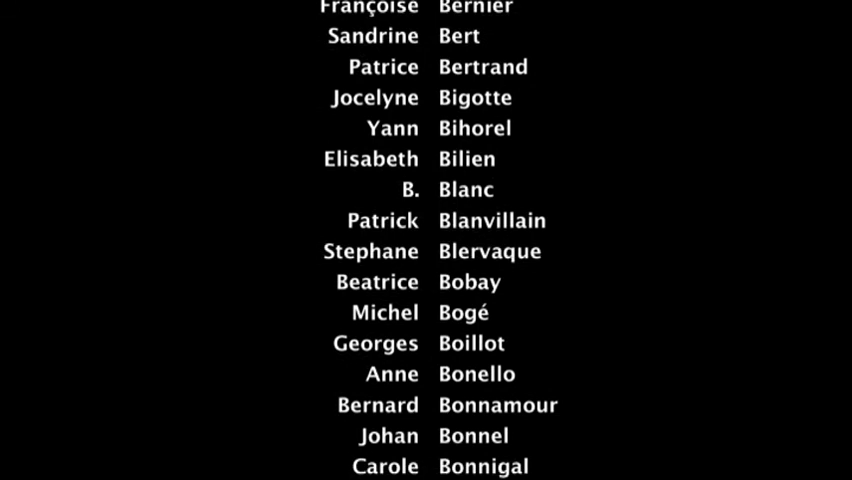 Françoise Bernier
Sandrine Bert
Patrice Bertrand
Jocelyne Bigotte
Yann Bihorel
Elisabeth Bilien
B. Blanc
Patrick Blanvillain
Stephane Blervaque
Beatrice Bobay
Michel Bogé
Georges Boillot
Anne Bonello
Bernard Bonnamour
Johan Bonnel
Carole Bonnigal